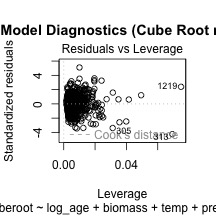 Model Diagnostics (Cube Root
Residuals vs Leverage
Standardized residuals
4
0
-4
1219
305
313
Cook's distance
0.00
0.04
Leverage
beroot ~ log_age + biomass + temp + pre